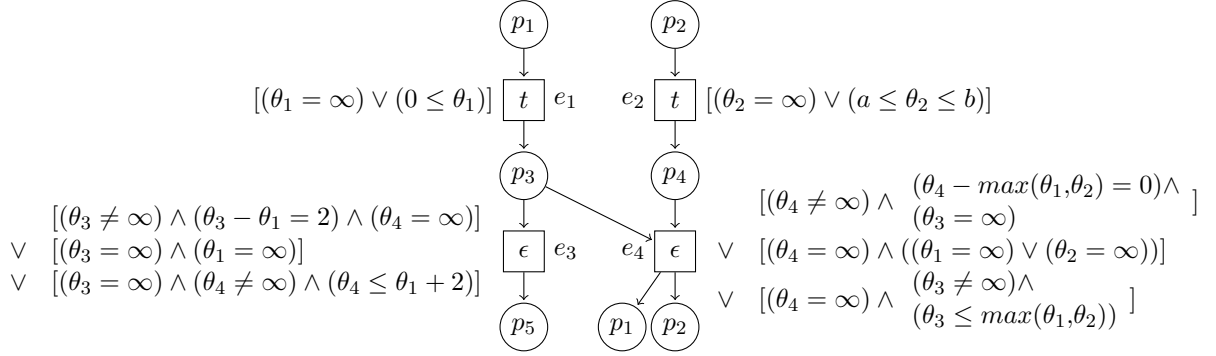 p₁ p₂
[(θ₁ = ∞) ∨ (0 ≤ θ₁)] t e₁ e₂ t [(θ₂ = ∞) ∨ (a ≤ θ₂ ≤ b)]
p₃ p₄
[(θ₃ ≠ ∞) ∧ (θ₃ − θ₁ = 2) ∧ (θ₄ = ∞)]
∨ [(θ₃ = ∞) ∧ (θ₁ = ∞)]
∨ [(θ₃ = ∞) ∧ (θ₄ ≠ ∞) ∧ (θ₄ ≤ θ₁ + 2)]
ϵ e₃ e₄ ϵ
[(θ₄ ≠ ∞) ∧ (θ₄ − max(θ₁,θ₂) = 0)∧
(θ₃ = ∞) ]
∨ [(θ₄ = ∞) ∧ ((θ₁ = ∞) ∨ (θ₂ = ∞))]
∨ [(θ₄ = ∞) ∧ (θ₃ ≠ ∞)∧
(θ₃ ≤ max(θ₁,θ₂)) ]
p₅ p₁ p₂